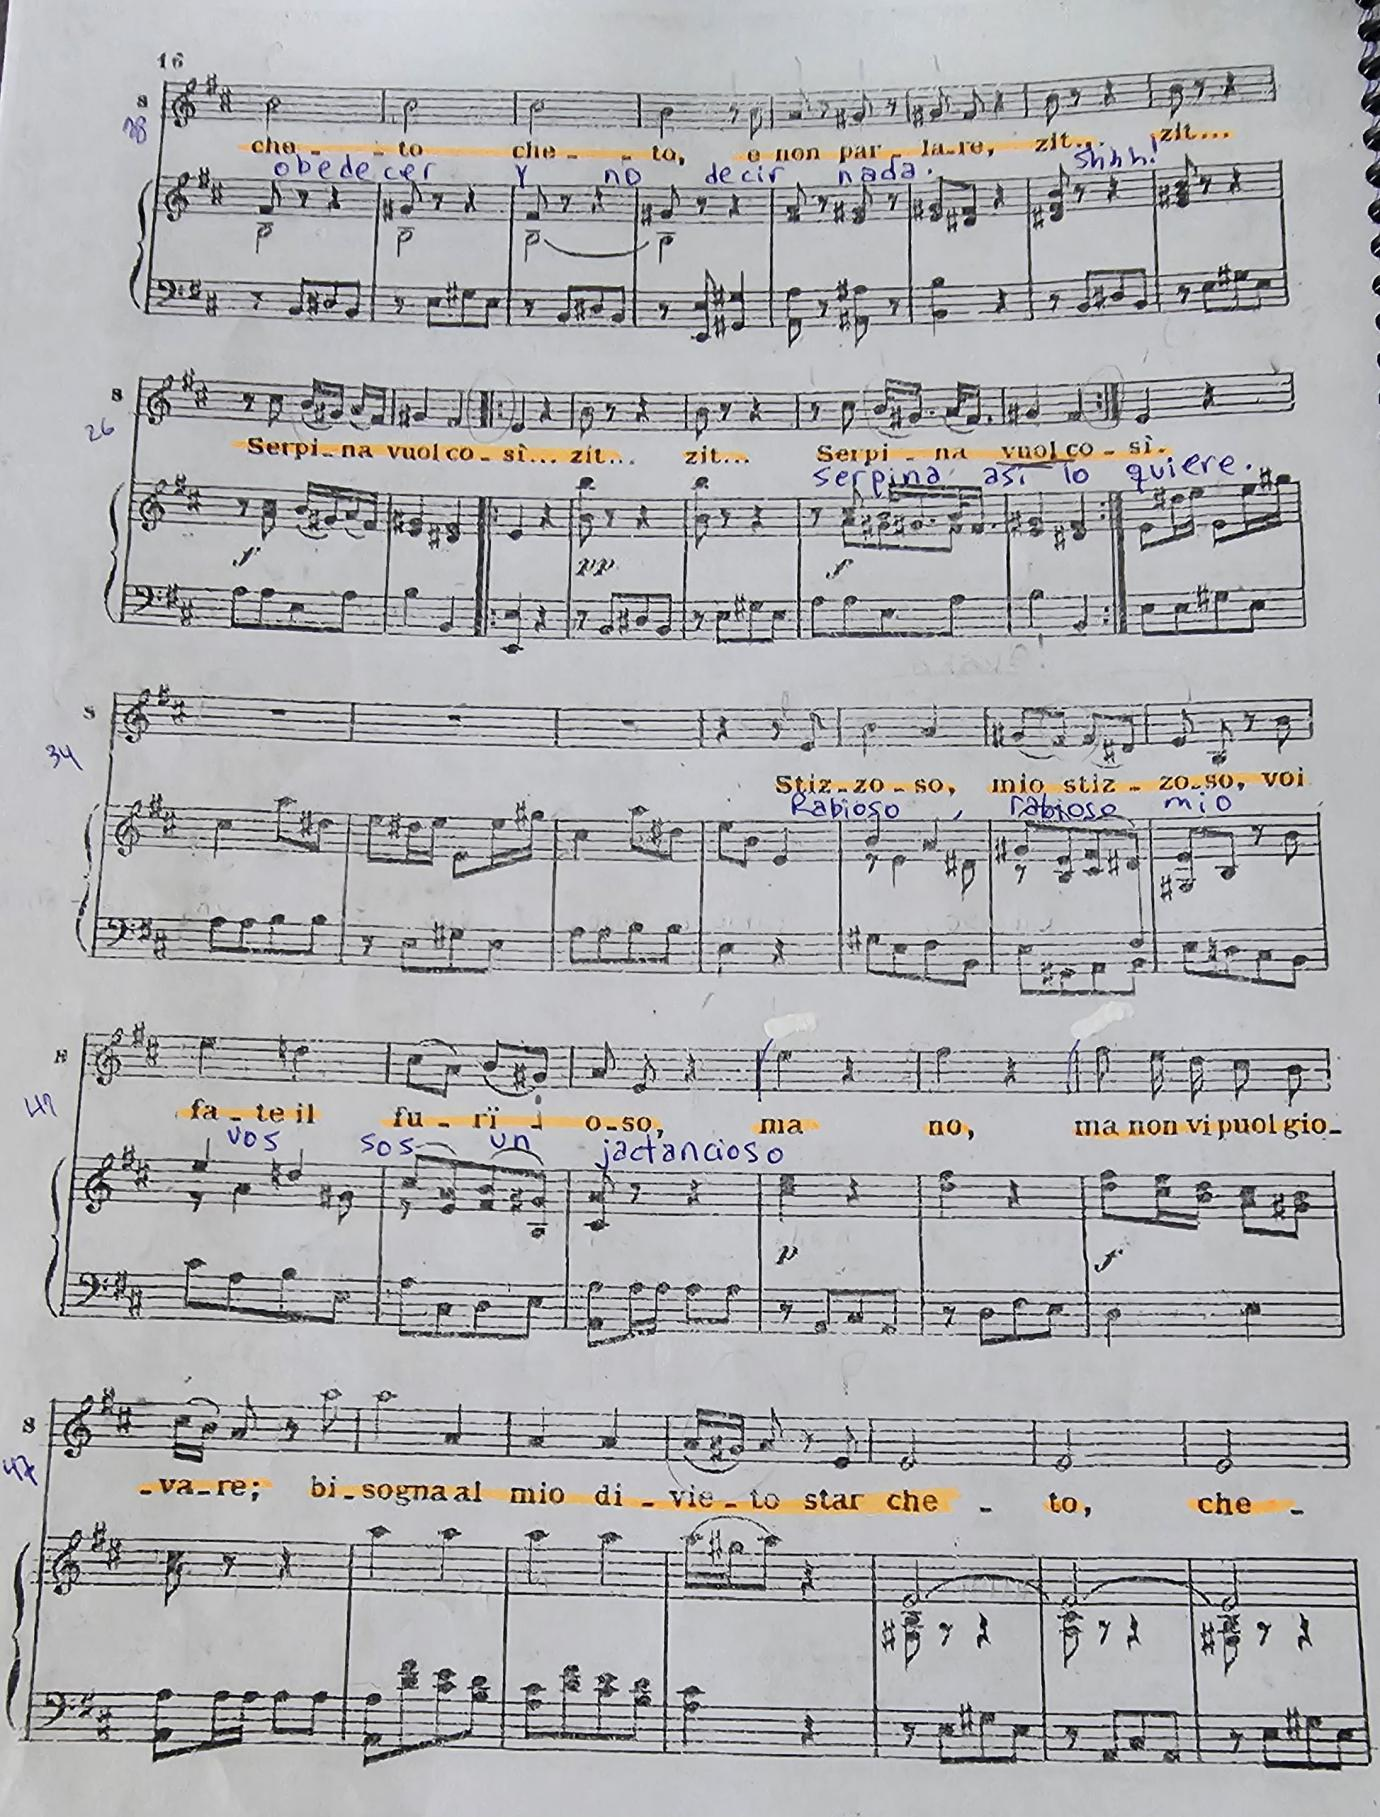 16
S
38
che - - to che - - to, e non par - la-re, zit... zit...
obedecer y no decir nada. Shhh!
S
26
Serpi-na vuol co - sì... zit... zit... Serpi - na vuol co - sì.
serpina así lo quiere.
f pp f
S
34
Stiz-zo-so, mio stiz - zo-so, voi
Rabioso, rabioso mio
41
fa-te il fu-rï - o-so, ma no, ma non vi puol gio-
vos sos un jactancioso
p f
S
47
-va-re; bi-sogna al mio di-vie-to star che - to, che -